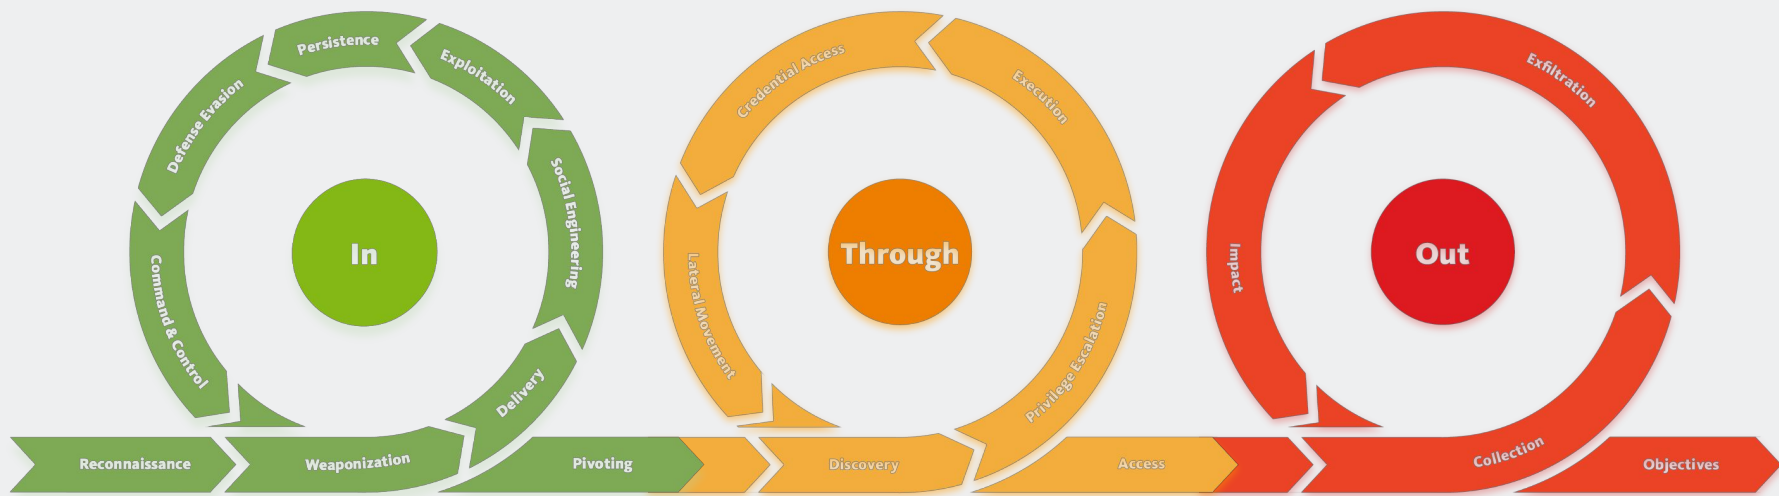 Reconnaissance
Weaponization
Delivery
Social Engineering
Exploitation
Persistence
Defense Evasion
Command & Control
In
Pivoting
Discovery
Privilege Escalation
Execution
Credential Access
Lateral Movement
Through
Access
Collection
Exfiltration
Impact
Out
Objectives